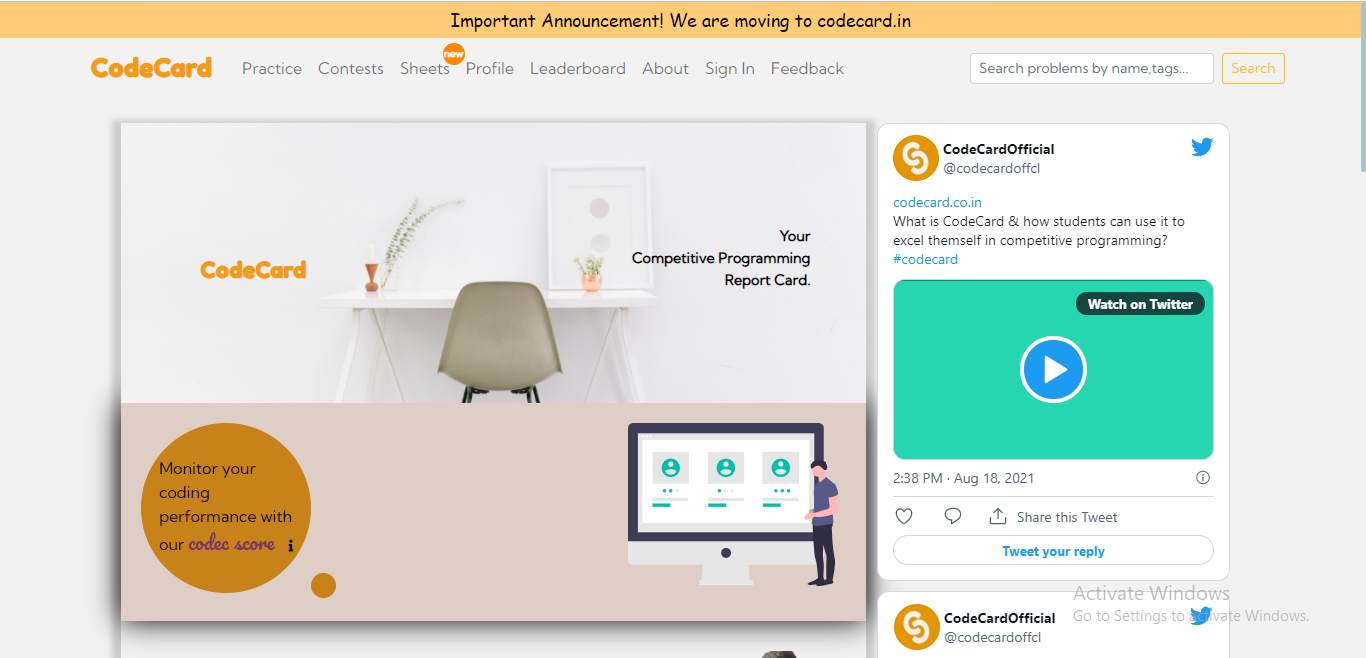 Important Announcement! We are moving to codecard.in
CodeCard
Practice
Contests
Sheets
new
Profile
Leaderboard
About
Sign In
Feedback
Search problems by name,tags...
Search
CodeCard
Your
Competitive Programming
Report Card.
Monitor your
coding
performance with
our codec score i
CodeCardOfficial
@codecardoffcl
codecard.co.in
What is CodeCard & how students can use it to
excel themself in competitive programming?
#codecard
Watch on Twitter
2:38 PM · Aug 18, 2021
Share this Tweet
Tweet your reply
CodeCardOfficial
@codecardoffcl
Activate Windows
Go to Settings to activate Windows.